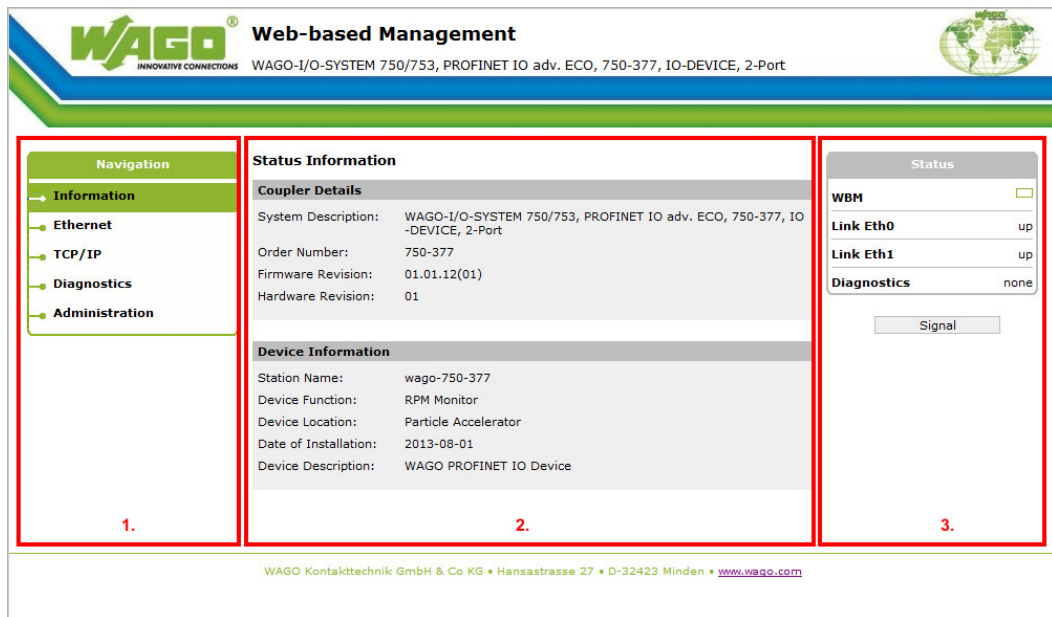 WAGO®
INNOVATIVE CONNECTIONS
Web-based Management
WAGO-I/O-SYSTEM 750/753, PROFINET IO adv. ECO, 750-377, IO-DEVICE, 2-Port
WAGO
Navigation
Information
Ethernet
TCP/IP
Diagnostics
Administration
1.
Status Information
Coupler Details
System Description: WAGO-I/O-SYSTEM 750/753, PROFINET IO adv. ECO, 750-377, IO
-DEVICE, 2-Port
Order Number: 750-377
Firmware Revision: 01.01.12(01)
Hardware Revision: 01
Device Information
Station Name: wago-750-377
Device Function: RPM Monitor
Device Location: Particle Accelerator
Date of Installation: 2013-08-01
Device Description: WAGO PROFINET IO Device
2.
Status
WBM
Link Eth0 up
Link Eth1 up
Diagnostics none
Signal
3.
WAGO Kontakttechnik GmbH & Co KG • Hansastrasse 27 • D-32423 Minden • www.wago.com